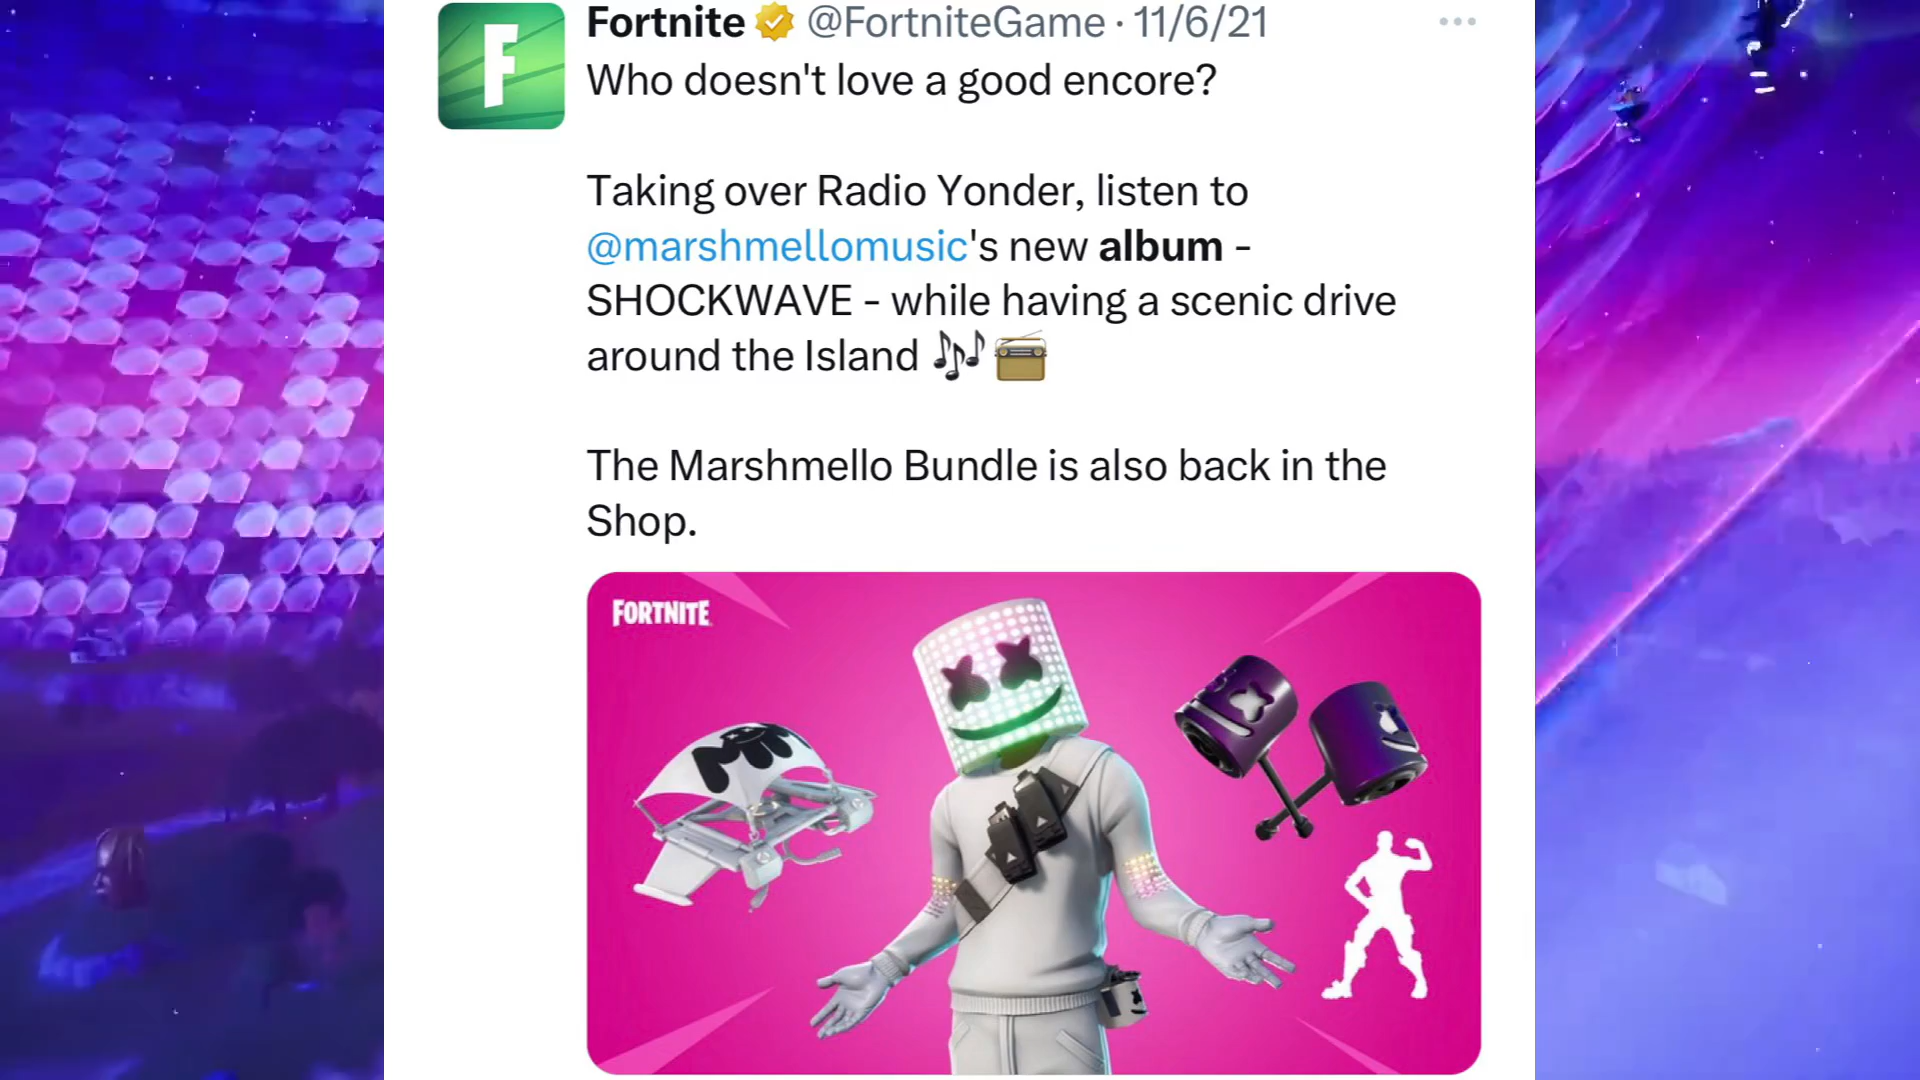 Fortnite @FortniteGame · 11/6/21
Who doesn't love a good encore?
Taking over Radio Yonder, listen to
@marshmellomusic's new album -
SHOCKWAVE - while having a scenic drive
around the Island 🎶📻
The Marshmello Bundle is also back in the
Shop.
FORTNITE